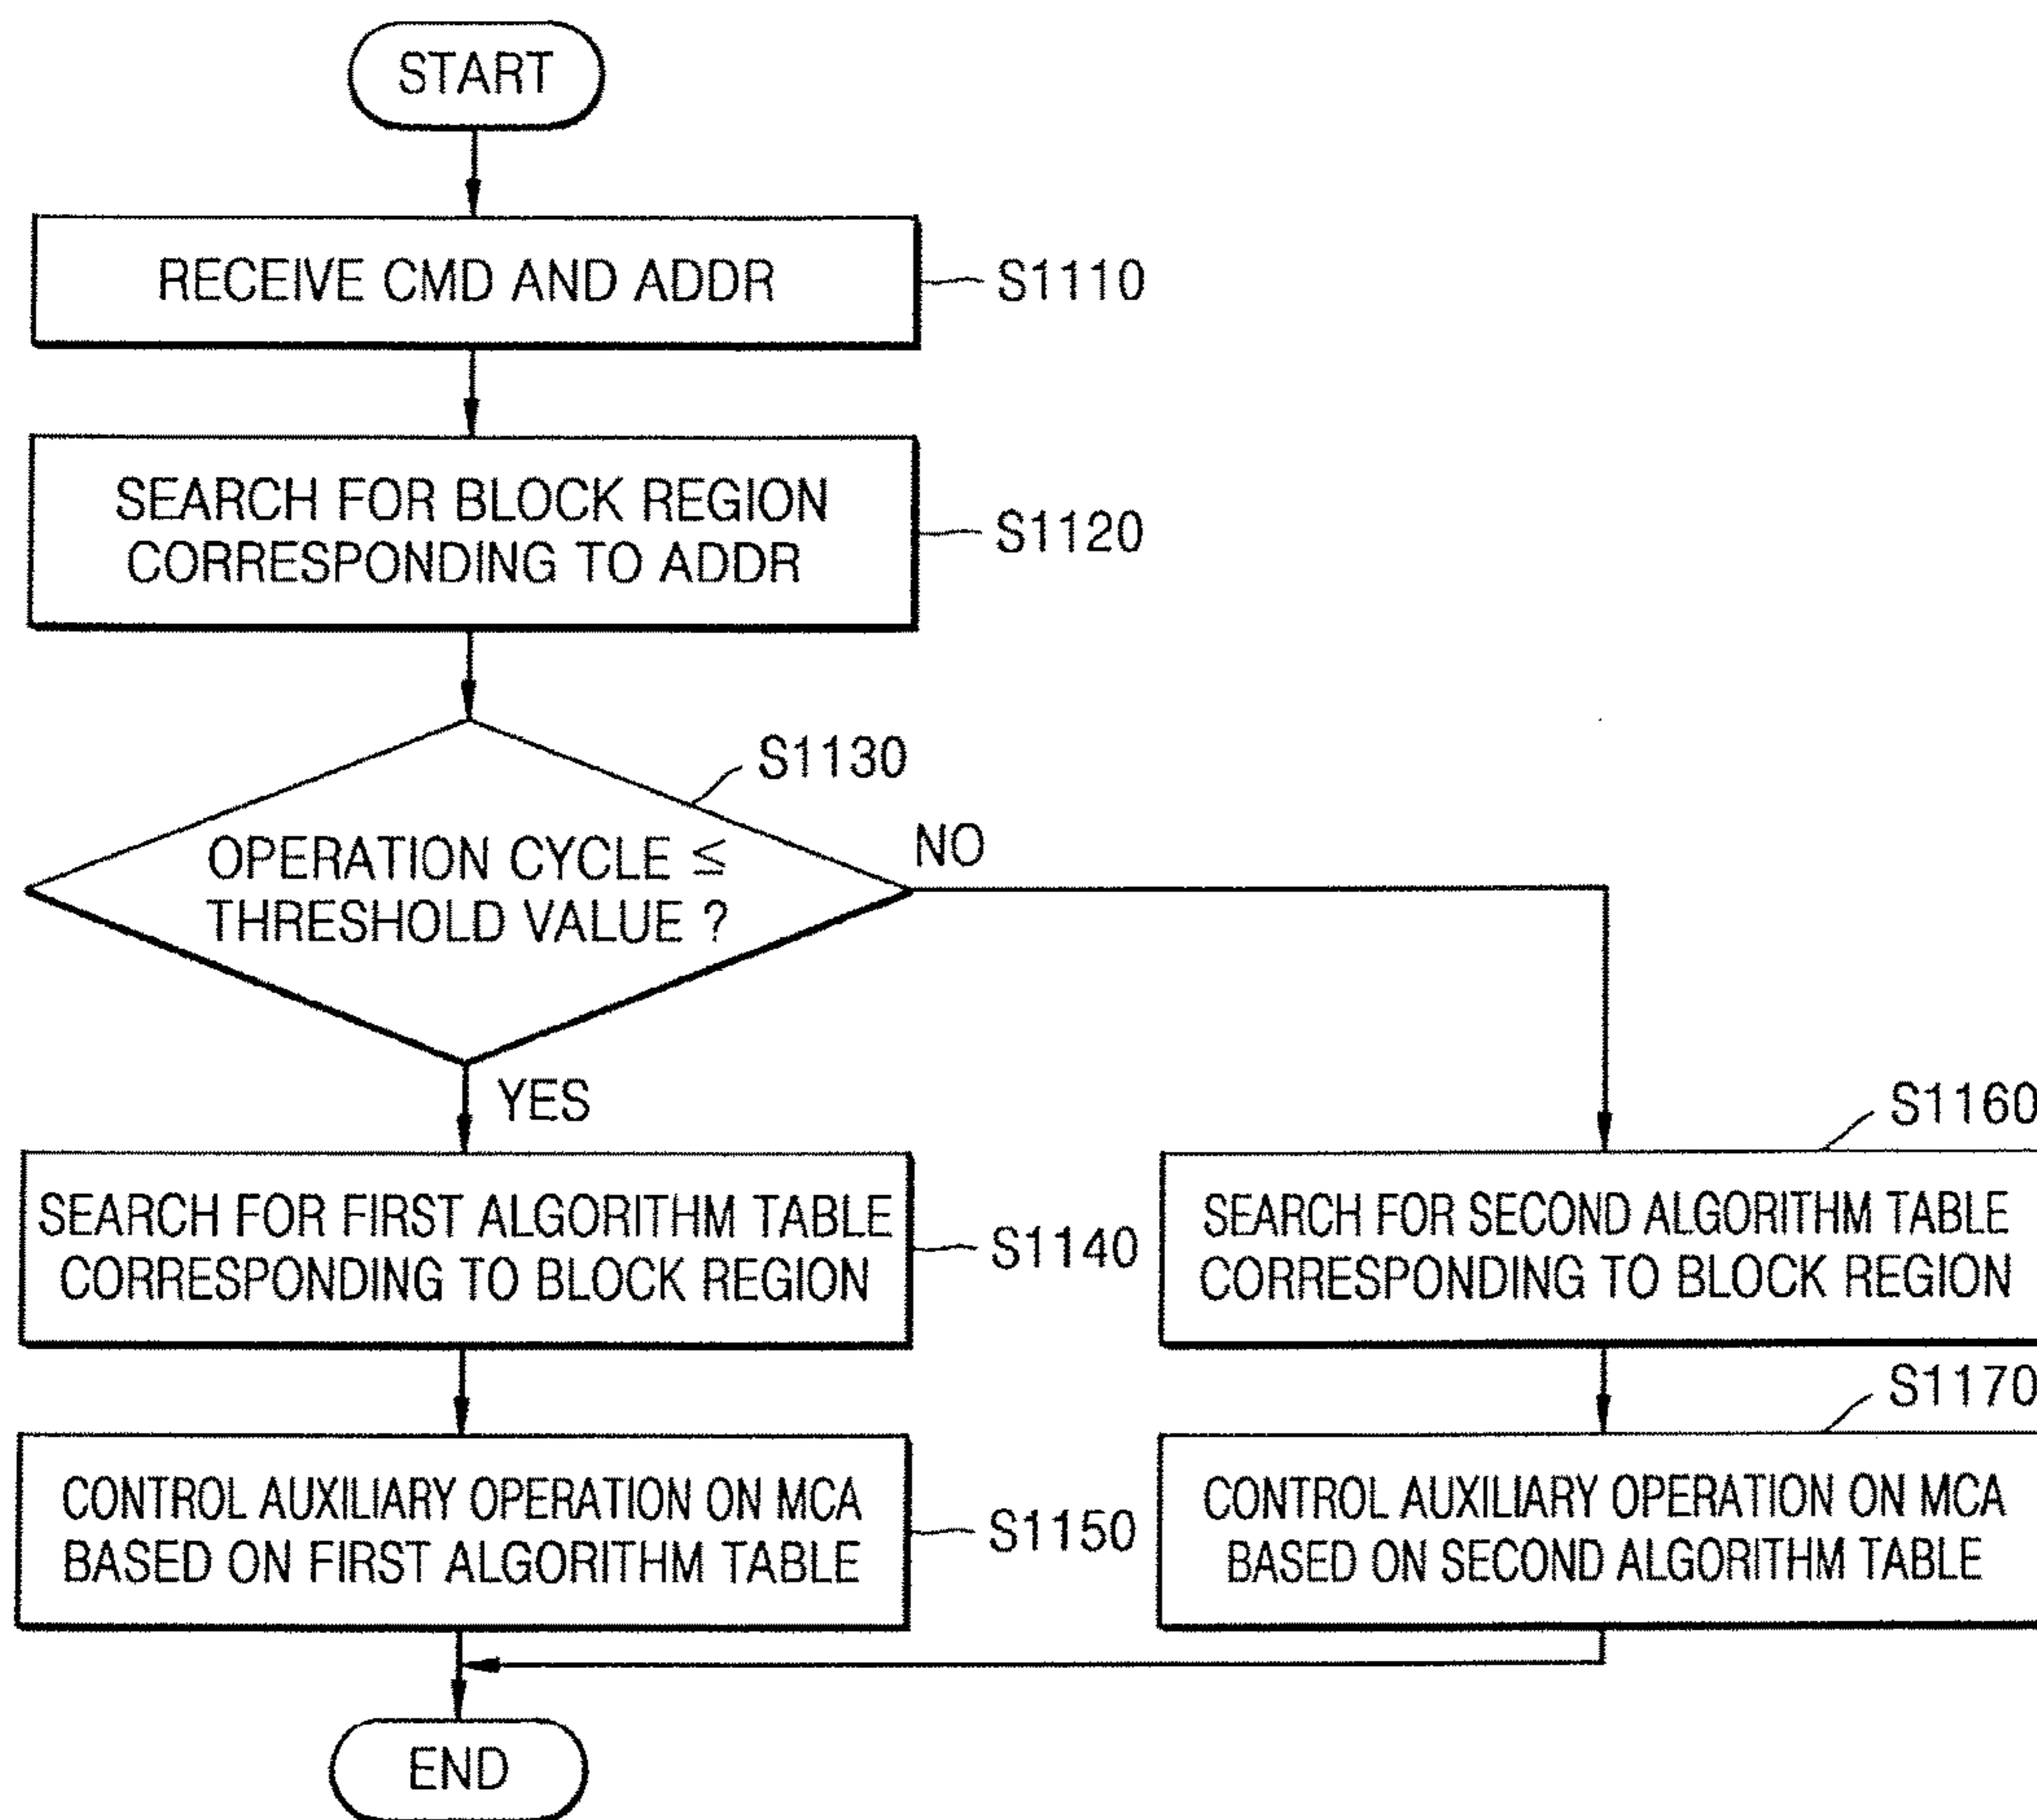 START
RECEIVE CMD AND ADDR
S1110
SEARCH FOR BLOCK REGION
CORRESPONDING TO ADDR
S1120
S1130
OPERATION CYCLE ≦
THRESHOLD VALUE ?
NO
YES
SEARCH FOR FIRST ALGORITHM TABLE
CORRESPONDING TO BLOCK REGION
S1140
S1160
SEARCH FOR SECOND ALGORITHM TABLE
CORRESPONDING TO BLOCK REGION
CONTROL AUXILIARY OPERATION ON MCA
BASED ON FIRST ALGORITHM TABLE
S1150
S1170
CONTROL AUXILIARY OPERATION ON MCA
BASED ON SECOND ALGORITHM TABLE
END